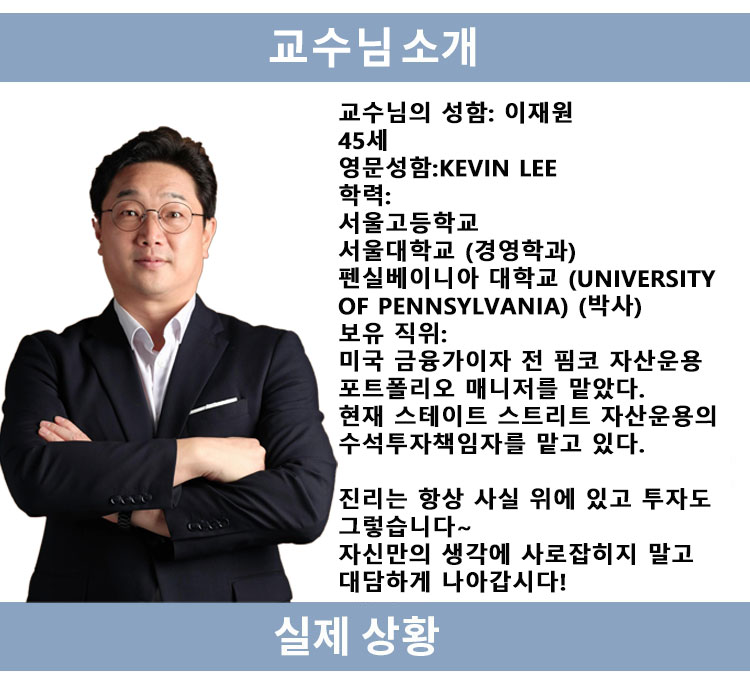 교수님 소개
교수님의 성함: 이재원
45세
영문성함:KEVIN LEE
학력:
서울고등학교
서울대학교 (경영학과)
펜실베이니아 대학교 (UNIVERSITY
OF PENNSYLVANIA) (박사)
보유 직위:
미국 금융가이자 전 핌코 자산운용
포트폴리오 매니저를 맡았다.
현재 스테이트 스트리트 자산운용의
수석투자책임자를 맡고 있다.
진리는 항상 사실 위에 있고 투자도
그렇습니다~
자신만의 생각에 사로잡히지 말고
대담하게 나아갑시다!
실제 상황